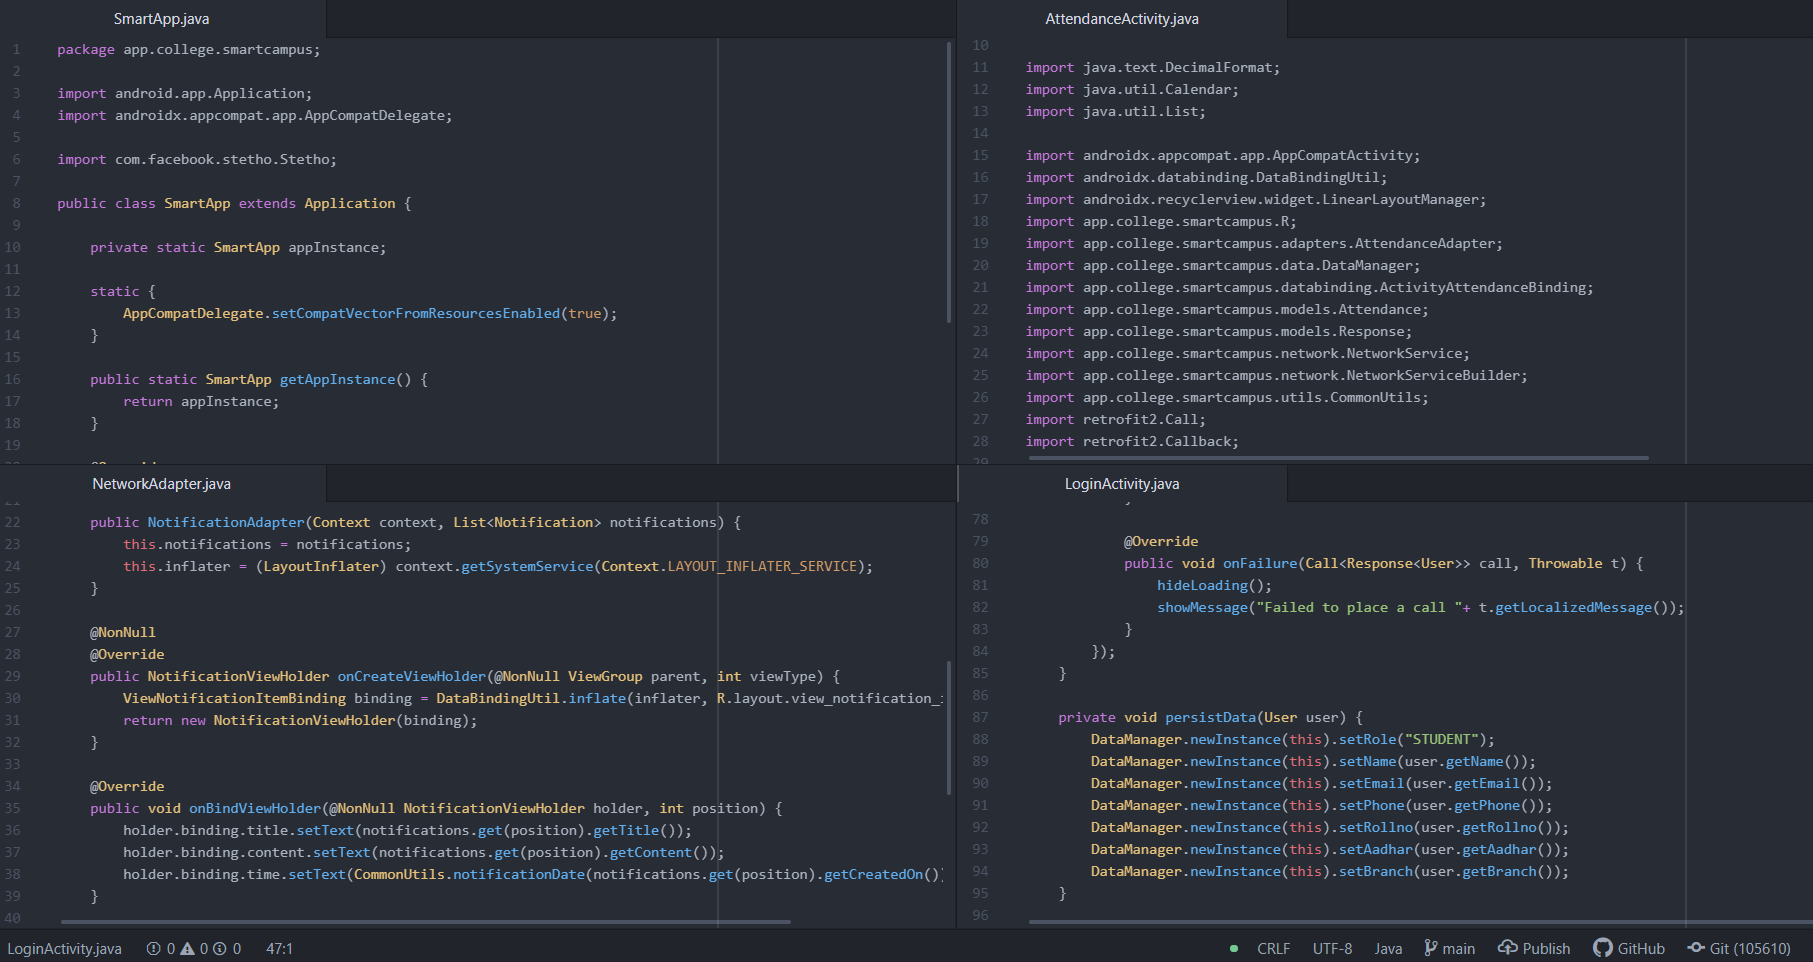 SmartApp.java
1 package app.college.smartcampus;
2
3 import android.app.Application;
4 import androidx.appcompat.app.AppCompatDelegate;
5
6 import com.facebook.stetho.Stetho;
7
8 public class SmartApp extends Application {
9
10 private static SmartApp appInstance;
11
12 static {
13 AppCompatDelegate.setCompatVectorFromResourcesEnabled(true);
14 }
15
16 public static SmartApp getAppInstance() {
17 return appInstance;
18 }
19
AttendanceActivity.java
10
11 import java.text.DecimalFormat;
12 import java.util.Calendar;
13 import java.util.List;
14
15 import androidx.appcompat.app.AppCompatActivity;
16 import androidx.databinding.DataBindingUtil;
17 import androidx.recyclerview.widget.LinearLayoutManager;
18 import app.college.smartcampus.R;
19 import app.college.smartcampus.adapters.AttendanceAdapter;
20 import app.college.smartcampus.data.DataManager;
21 import app.college.smartcampus.databinding.ActivityAttendanceBinding;
22 import app.college.smartcampus.models.Attendance;
23 import app.college.smartcampus.models.Response;
24 import app.college.smartcampus.network.NetworkService;
25 import app.college.smartcampus.network.NetworkServiceBuilder;
26 import app.college.smartcampus.utils.CommonUtils;
27 import retrofit2.Call;
28 import retrofit2.Callback;
29
NetworkAdapter.java
22 public NotificationAdapter(Context context, List<Notification> notifications) {
23 this.notifications = notifications;
24 this.inflater = (LayoutInflater) context.getSystemService(Context.LAYOUT_INFLATER_SERVICE);
25 }
26
27 @NonNull
28 @Override
29 public NotificationViewHolder onCreateViewHolder(@NonNull ViewGroup parent, int viewType) {
30 ViewNotificationItemBinding binding = DataBindingUtil.inflate(inflater, R.layout.view_notification_
31 return new NotificationViewHolder(binding);
32 }
33
34 @Override
35 public void onBindViewHolder(@NonNull NotificationViewHolder holder, int position) {
36 holder.binding.title.setText(notifications.get(position).getTitle());
37 holder.binding.content.setText(notifications.get(position).getContent());
38 holder.binding.time.setText(CommonUtils.notificationDate(notifications.get(position).getCreatedOn()
39 }
40
LoginActivity.java
78
79 @Override
80 public void onFailure(Call<Response<User>> call, Throwable t) {
81 hideLoading();
82 showMessage("Failed to place a call "+ t.getLocalizedMessage());
83 }
84 });
85 }
86
87 private void persistData(User user) {
88 DataManager.newInstance(this).setRole("STUDENT");
89 DataManager.newInstance(this).setName(user.getName());
90 DataManager.newInstance(this).setEmail(user.getEmail());
91 DataManager.newInstance(this).setPhone(user.getPhone());
92 DataManager.newInstance(this).setRollno(user.getRollno());
93 DataManager.newInstance(this).setAadhar(user.getAadhar());
94 DataManager.newInstance(this).setBranch(user.getBranch());
95 }
96
LoginActivity.java 0 0 0 47:1 CRLF UTF-8 Java main Publish GitHub Git (105610)